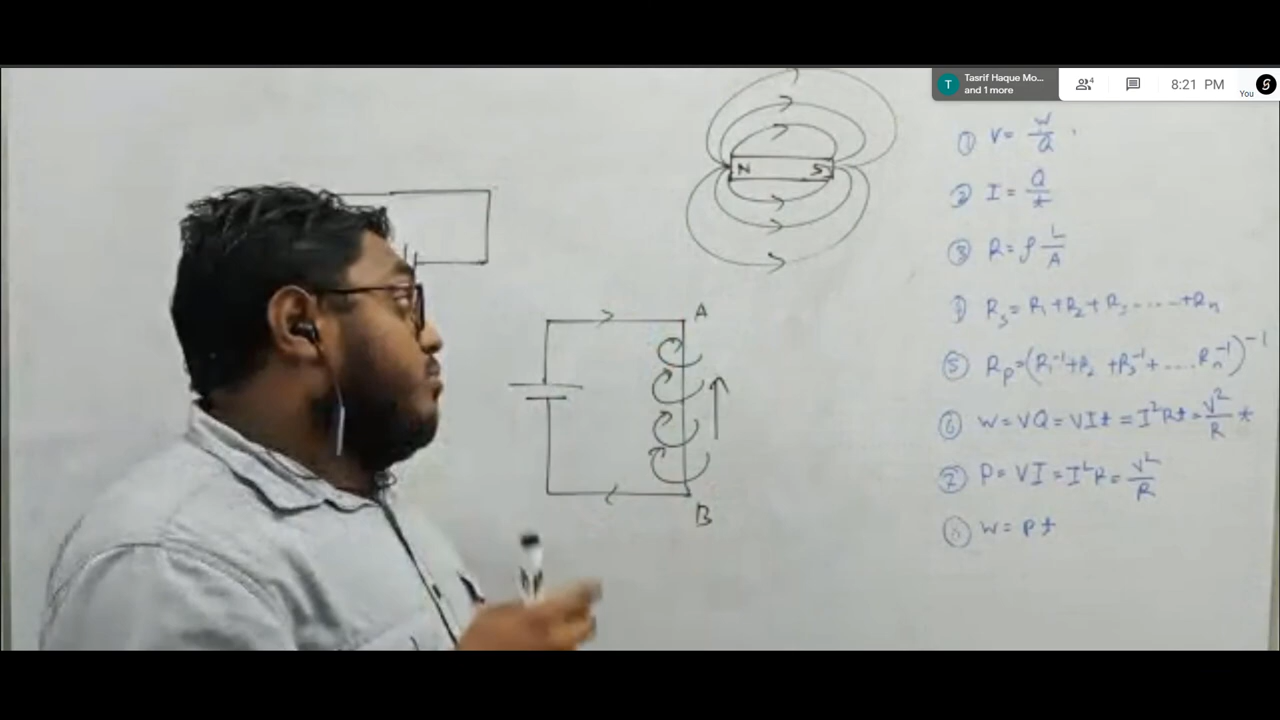 Tasrif Haque Mo...
and 1 more
4
8:21 PM
You
N S
A
B
① V = W/Q
② I = Q/t
③ R = ρ L/A
Rs = R1 + R2 + R3 ...... + Rn
⑤ Rp = (R1⁻¹ + R2 + R3⁻¹ + .... Rn⁻¹)⁻¹
⑥ W = VQ = VIt = I²Rt = V²/R t
⑦ P = VI = I²R = V²/R
⑧ W = Pt